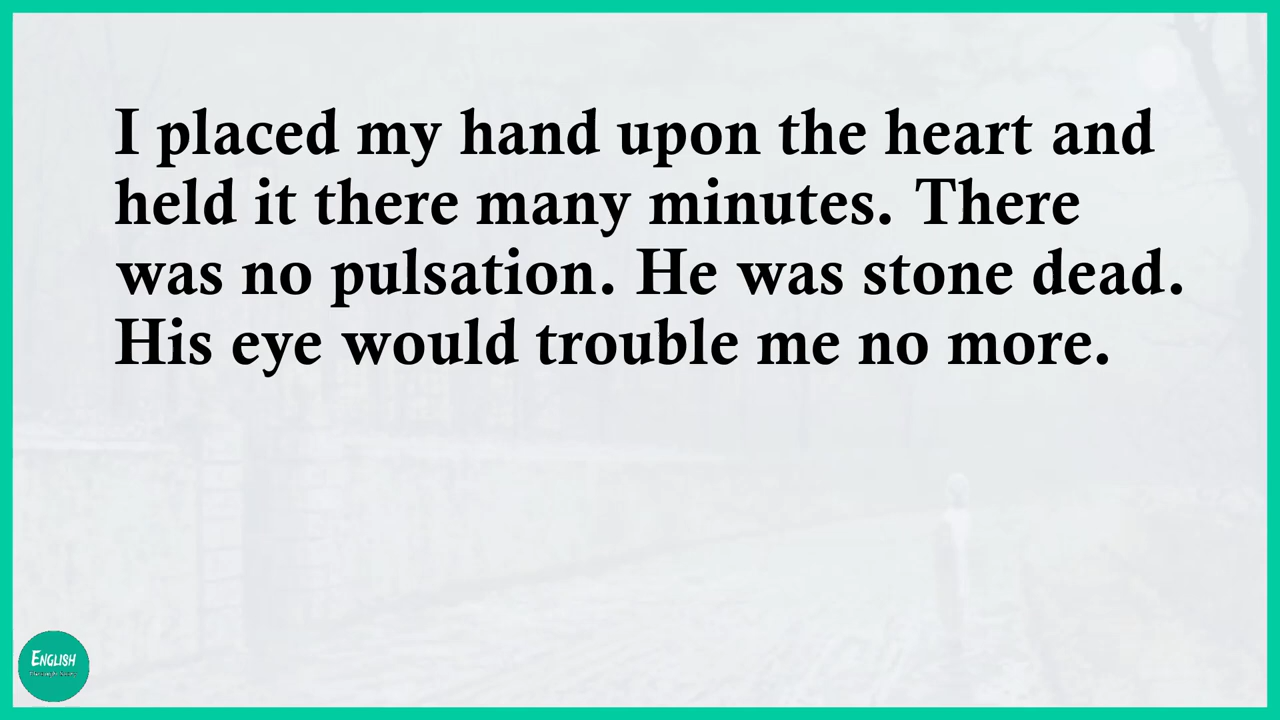 I placed my hand upon the heart and
held it there many minutes. There
was no pulsation. He was stone dead.
His eye would trouble me no more.
ENGLISH